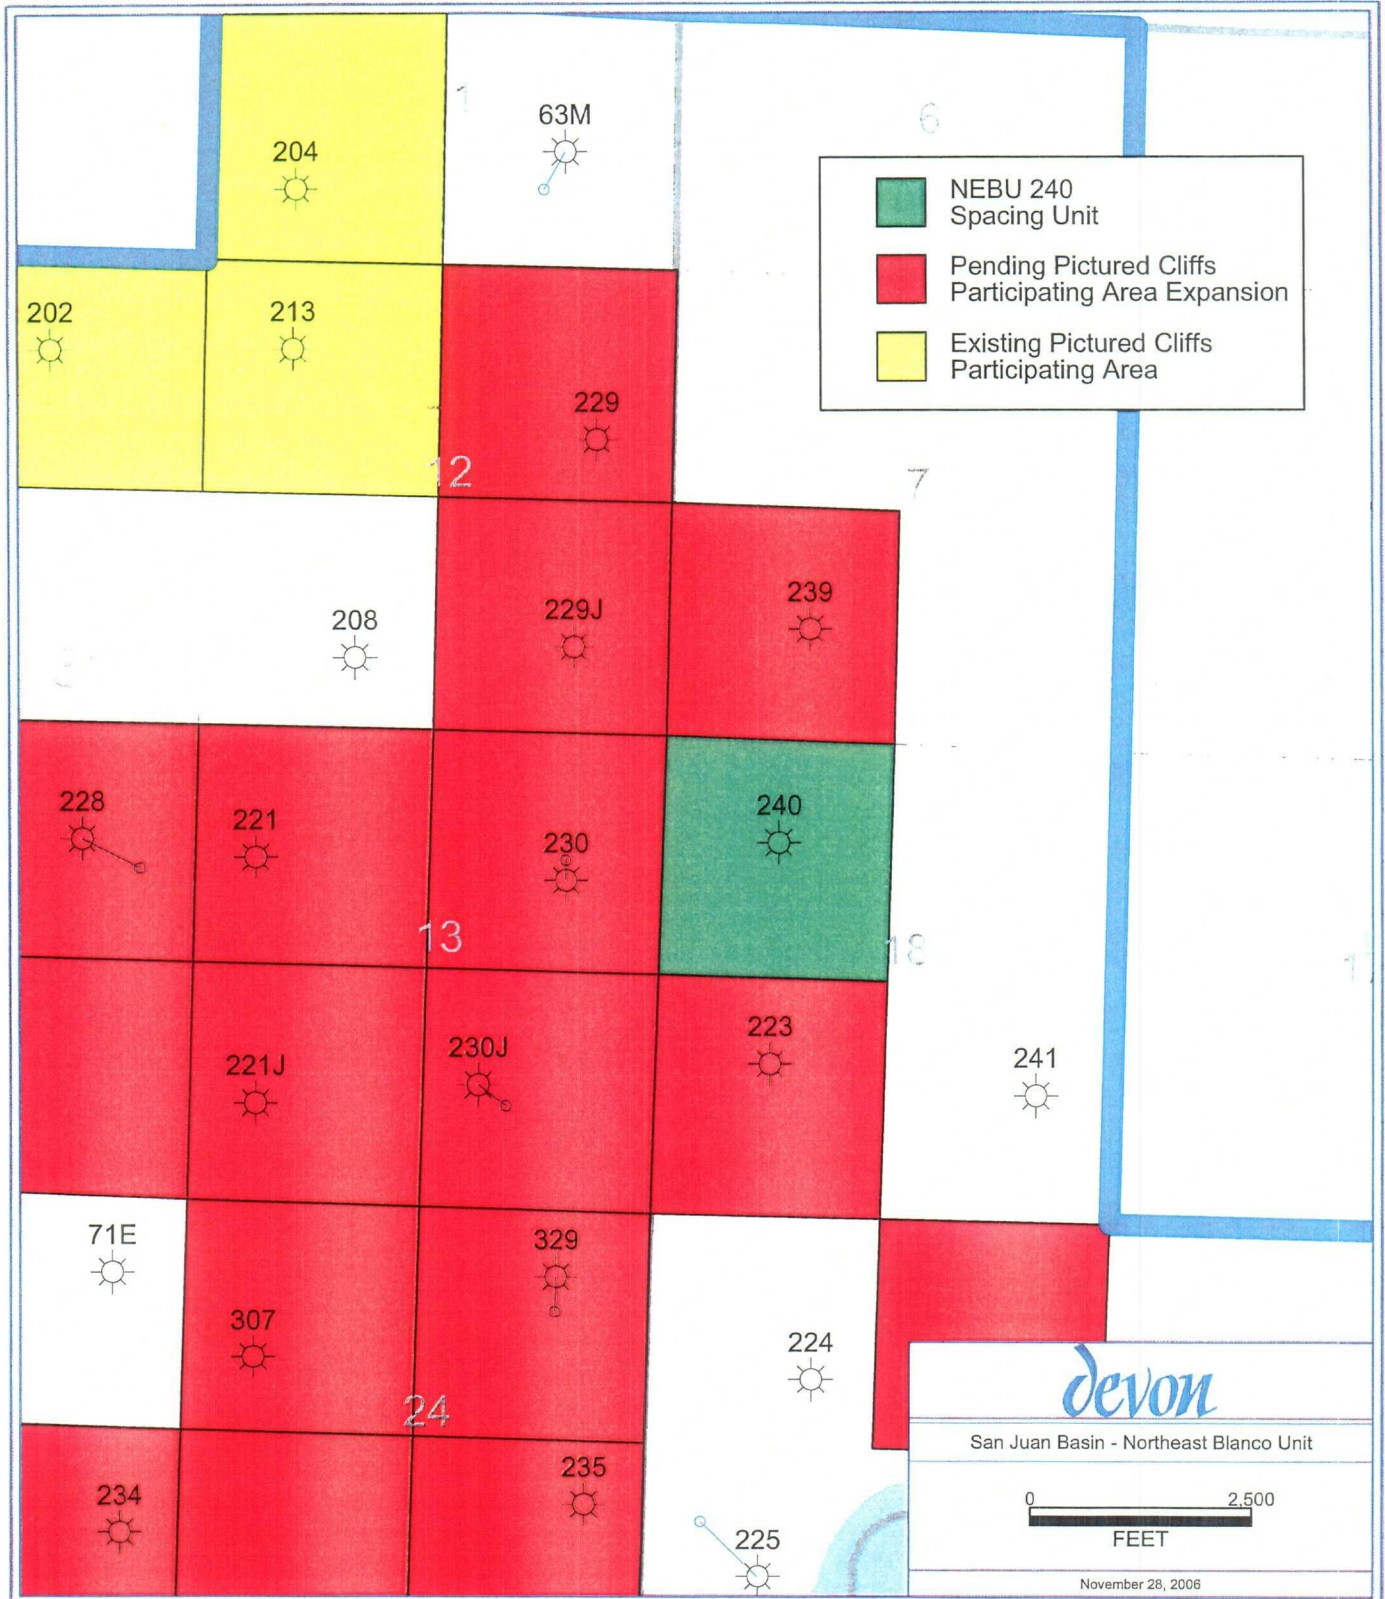 1
6
63M
204
NEBU 240
Spacing Unit
Pending Pictured Cliffs
Participating Area Expansion
Existing Pictured Cliffs
Participating Area
202
213
229
12
7
239
229J
208
228
221
230
240
13
18
223
221J
230J
241
71E
329
307
224
24
devon
San Juan Basin - Northeast Blanco Unit
234
235
0
2,500
FEET
225
November 28, 2006